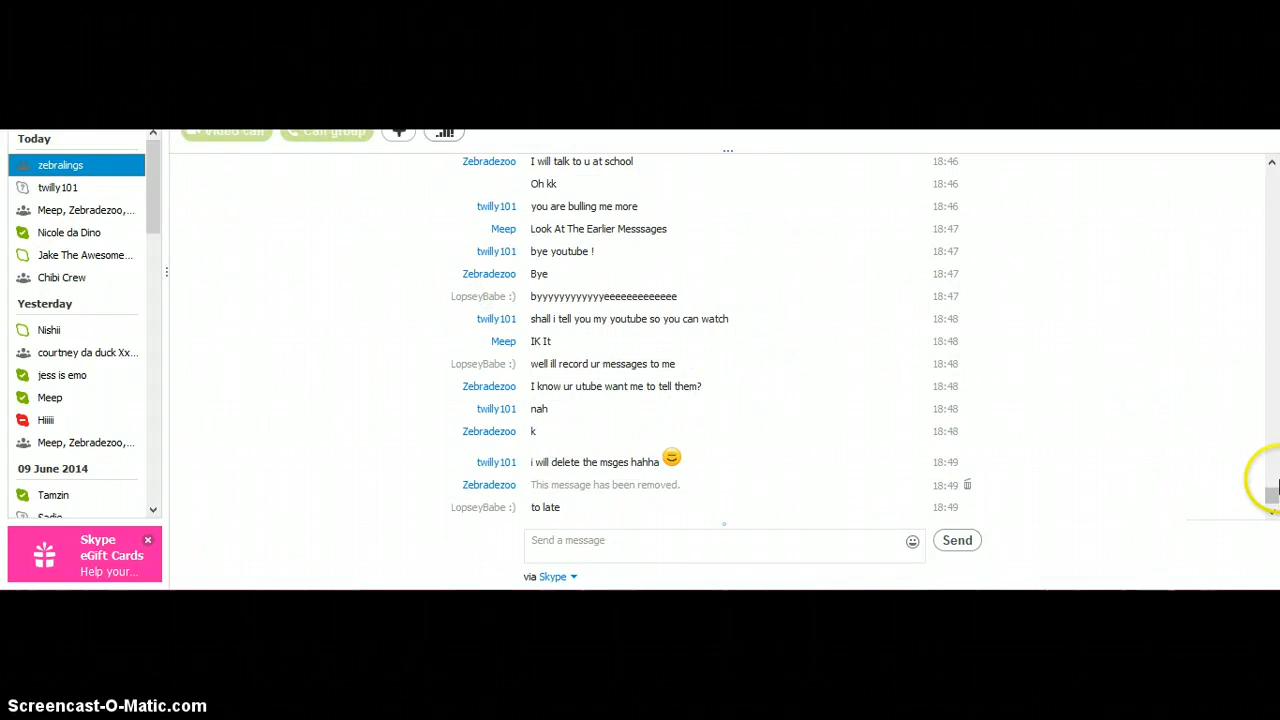 Today
Video call
Call group
zebralings
Zebradezoo I will talk to u at school 18:46
twilly101
Oh kk 18:46
Meep, Zebradezoo,...
twilly101 you are bulling me more 18:46
Nicole da Dino
Meep Look At The Earlier Messsages 18:47
Jake The Awesome...
twilly101 bye youtube ! 18:47
Chibi Crew
Zebradezoo Bye 18:47
Yesterday
LopseyBabe :) byyyyyyyyyyyyeeeeeeeeeeeee 18:47
Nishii
twilly101 shall i tell you my youtube so you can watch 18:48
courtney da duck Xx...
Meep IK It 18:48
jess is emo
LopseyBabe :) well ill record ur messages to me 18:48
Meep
Zebradezoo I know ur utube want me to tell them? 18:48
Hiiii
twilly101 nah 18:48
Meep, Zebradezoo,...
Zebradezoo k 18:48
09 June 2014
twilly101 i will delete the msges hahha 18:49
Tamzin
Zebradezoo This message has been removed. 18:49
Sadie
LopseyBabe :) to late 18:49
Skype
eGift Cards
Help your...
Send a message
Send
via Skype
Screencast-O-Matic.com